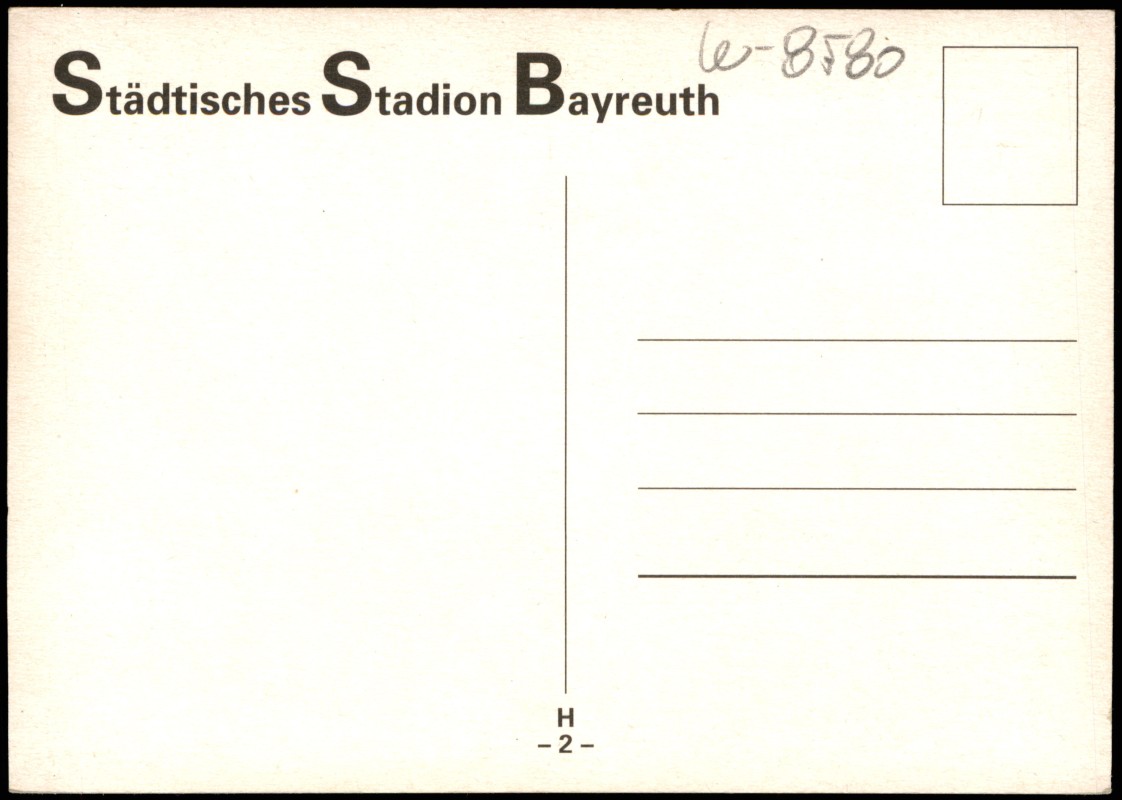 Städtisches Stadion Bayreuth
W-8580
H
– 2 –